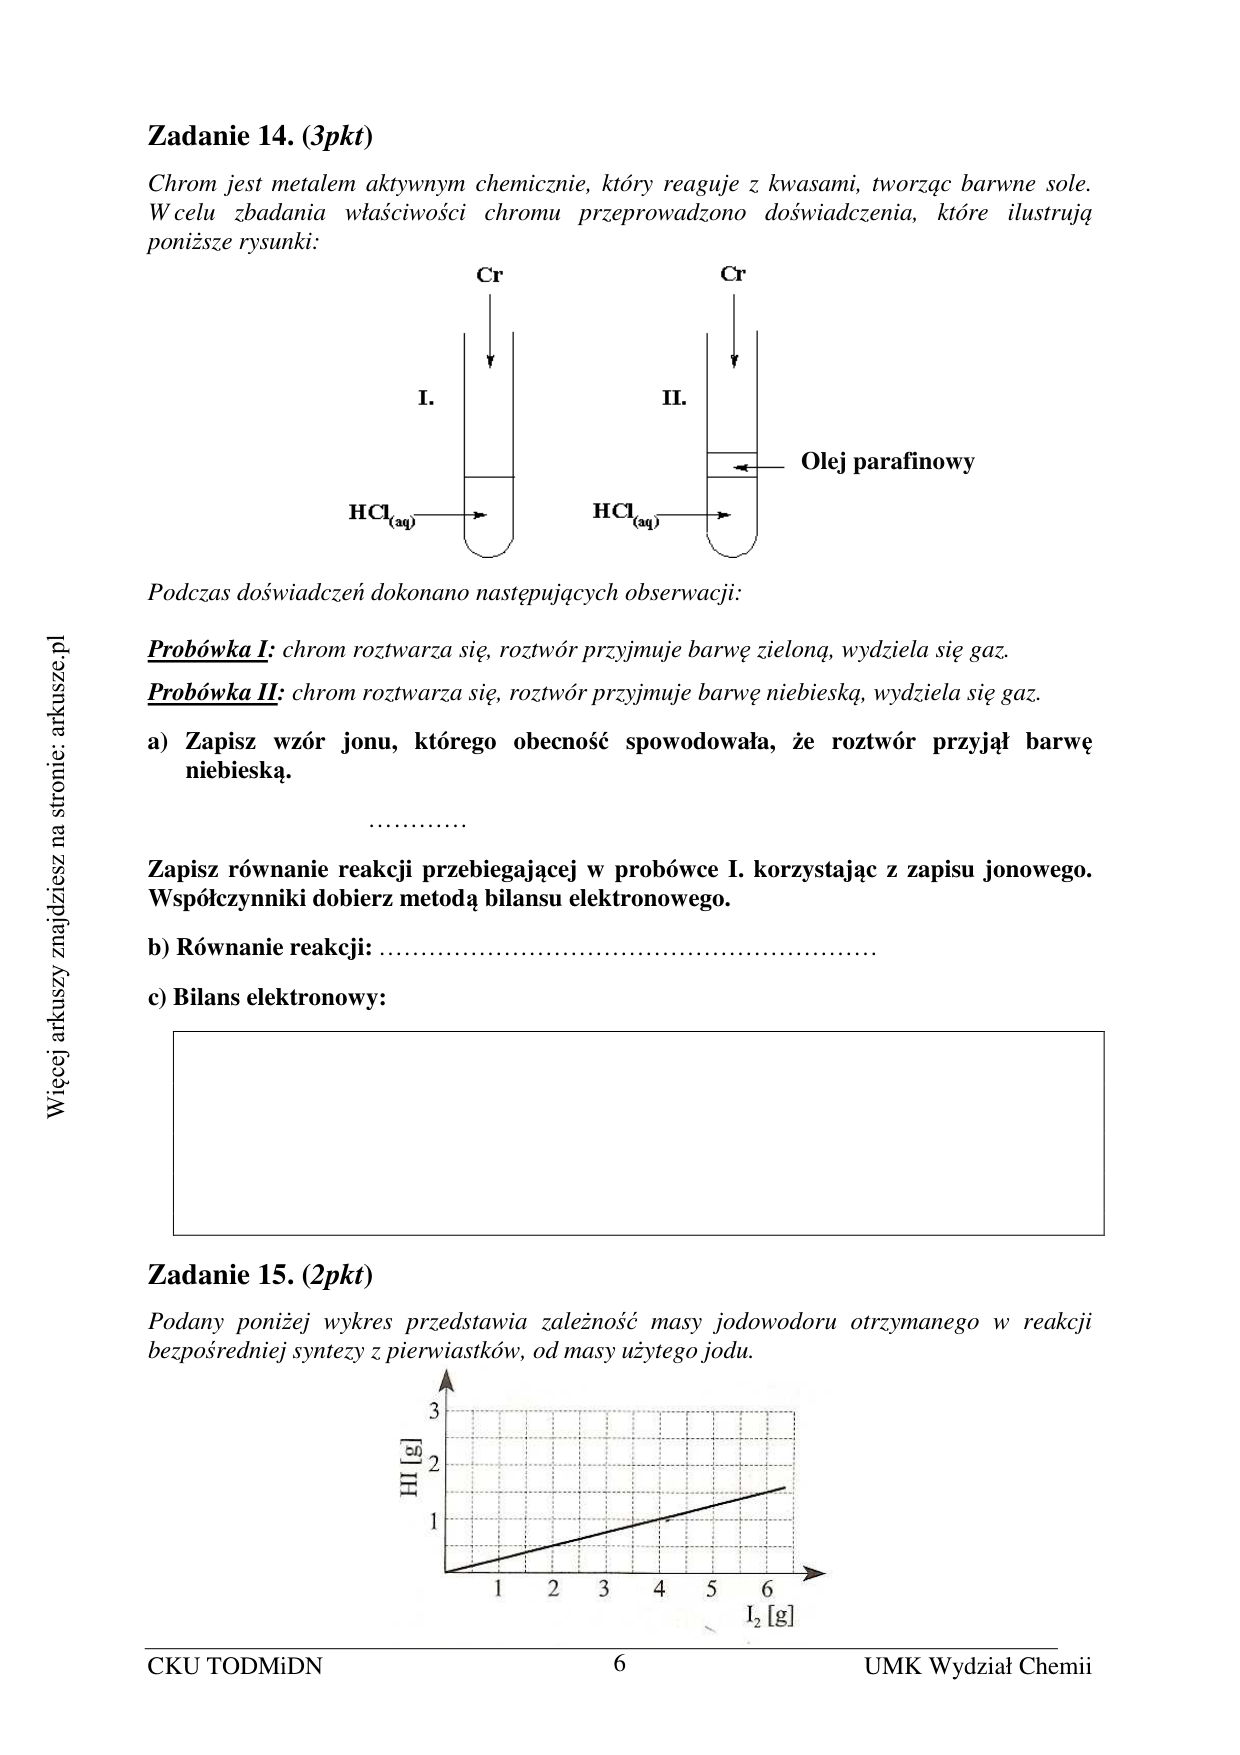 Zadanie 14. (3pkt)
Chrom jest metalem aktywnym chemicznie, który reaguje z kwasami, tworząc barwne sole.
W celu zbadania właściwości chromu przeprowadzono doświadczenia, które ilustrują
poniższe rysunki:
Cr
Cr
I.
II.
Olej parafinowy
HCl(aq)
HCl(aq)
Podczas doświadczeń dokonano następujących obserwacji:
Probówka I: chrom roztwarza się, roztwór przyjmuje barwę zieloną, wydziela się gaz.
Probówka II: chrom roztwarza się, roztwór przyjmuje barwę niebieską, wydziela się gaz.
a) Zapisz wzór jonu, którego obecność spowodowała, że roztwór przyjął barwę
niebieską.
…………
Zapisz równanie reakcji przebiegającej w probówce I. korzystając z zapisu jonowego.
Współczynniki dobierz metodą bilansu elektronowego.
b) Równanie reakcji: ……………………………………………………
c) Bilans elektronowy:
Zadanie 15. (2pkt)
Podany poniżej wykres przedstawia zależność masy jodowodoru otrzymanego w reakcji
bezpośredniej syntezy z pierwiastków, od masy użytego jodu.
3
2
1
HI [g]
1 2 3 4 5 6
I₂ [g]
CKU TODMiDN 6 UMK Wydział Chemii
Więcej arkuszy znajdziesz na stronie: arkusze.pl